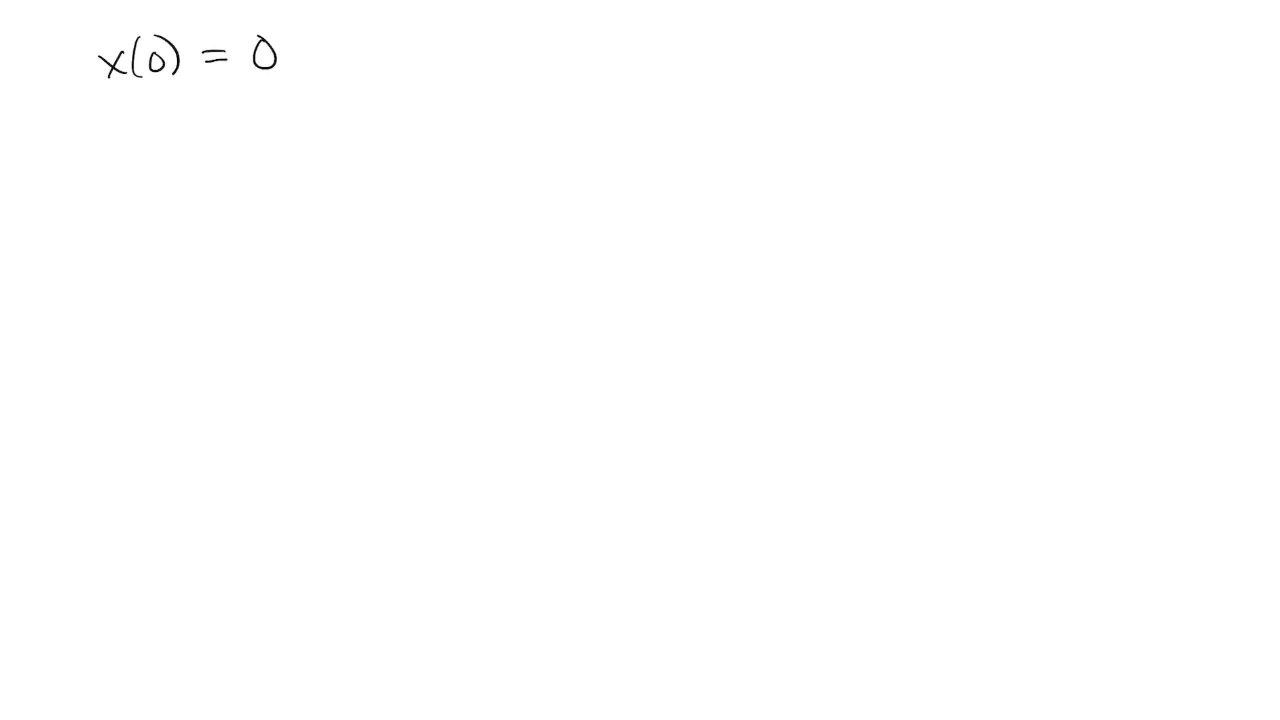 x(0) = 0